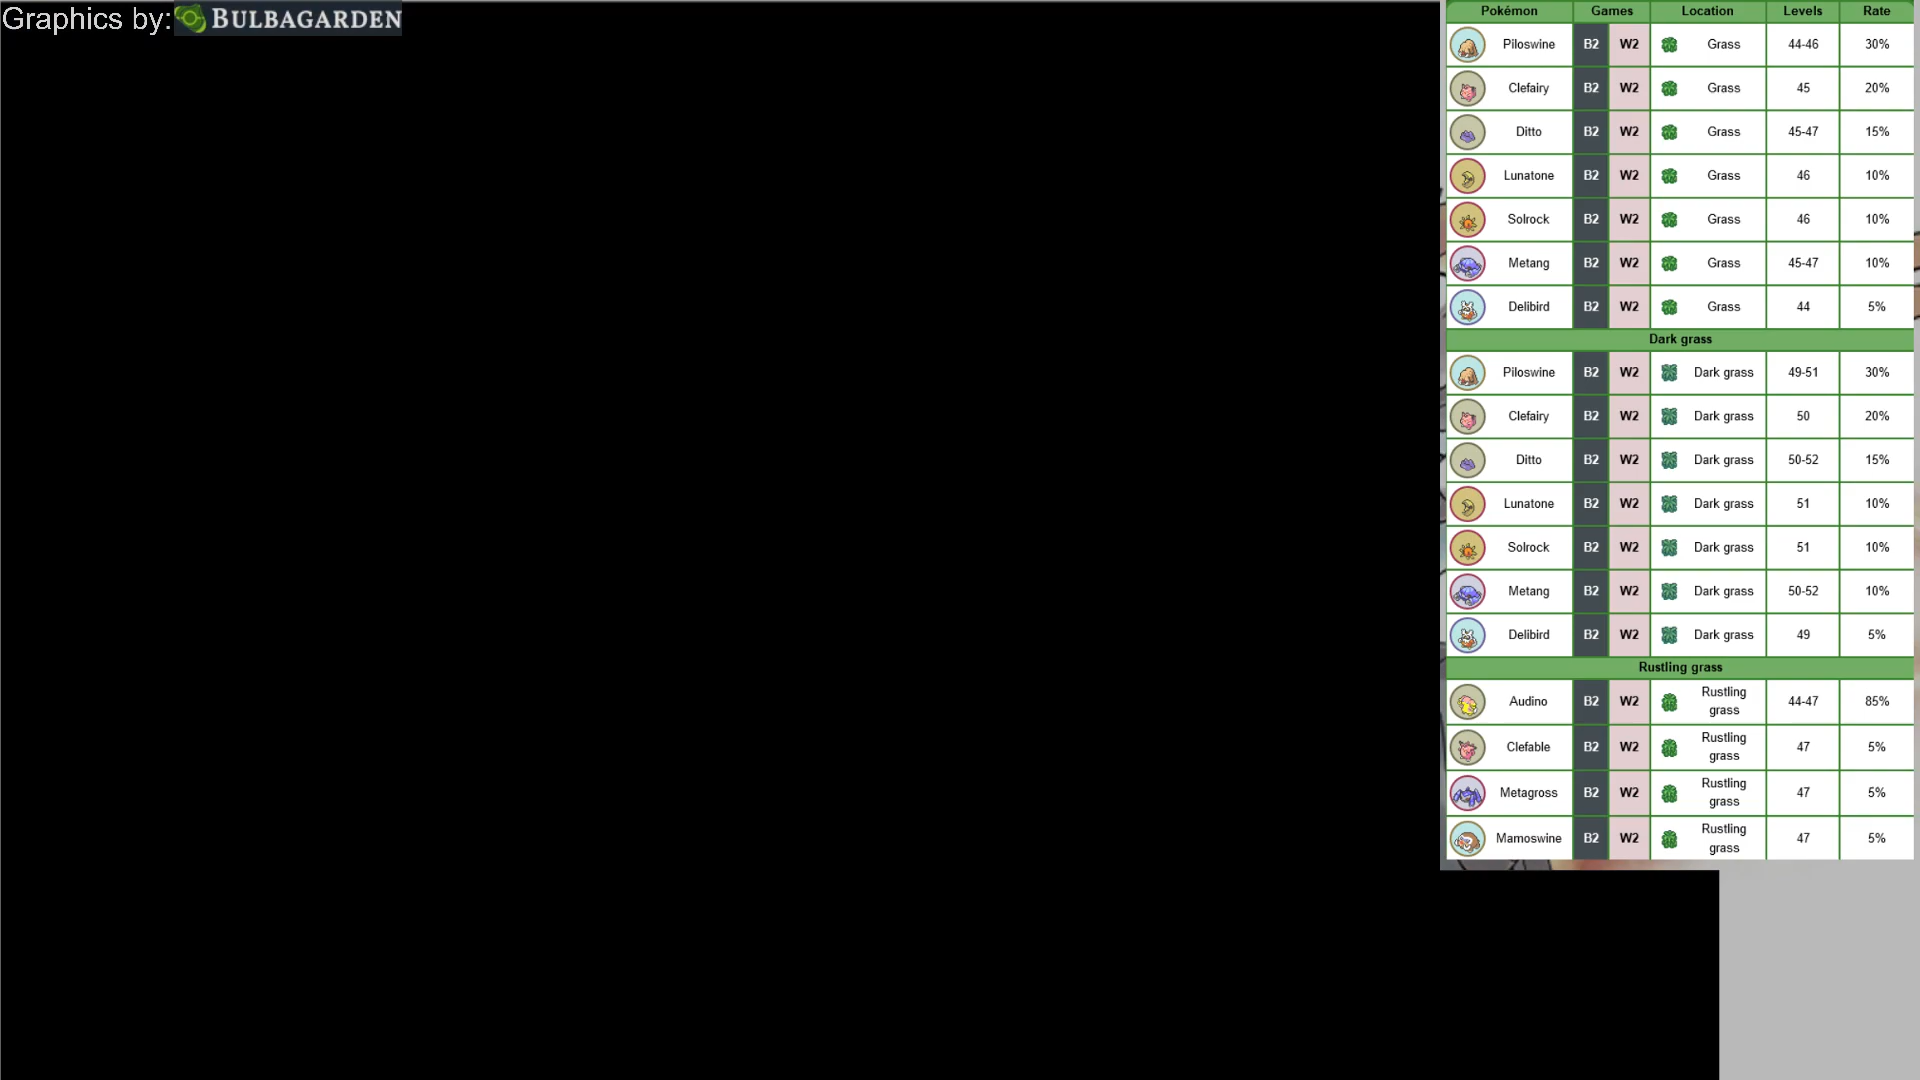 Graphics by: BULBAGARDEN
Pokémon Games Location Levels Rate
Piloswine B2 W2 Grass 44-46 30%
Clefairy B2 W2 Grass 45 20%
Ditto B2 W2 Grass 45-47 15%
Lunatone B2 W2 Grass 46 10%
Solrock B2 W2 Grass 46 10%
Metang B2 W2 Grass 45-47 10%
Delibird B2 W2 Grass 44 5%
Dark grass
Piloswine B2 W2 Dark grass 49-51 30%
Clefairy B2 W2 Dark grass 50 20%
Ditto B2 W2 Dark grass 50-52 15%
Lunatone B2 W2 Dark grass 51 10%
Solrock B2 W2 Dark grass 51 10%
Metang B2 W2 Dark grass 50-52 10%
Delibird B2 W2 Dark grass 49 5%
Rustling grass
Audino B2 W2 Rustling grass 44-47 85%
Clefable B2 W2 Rustling grass 47 5%
Metagross B2 W2 Rustling grass 47 5%
Mamoswine B2 W2 Rustling grass 47 5%